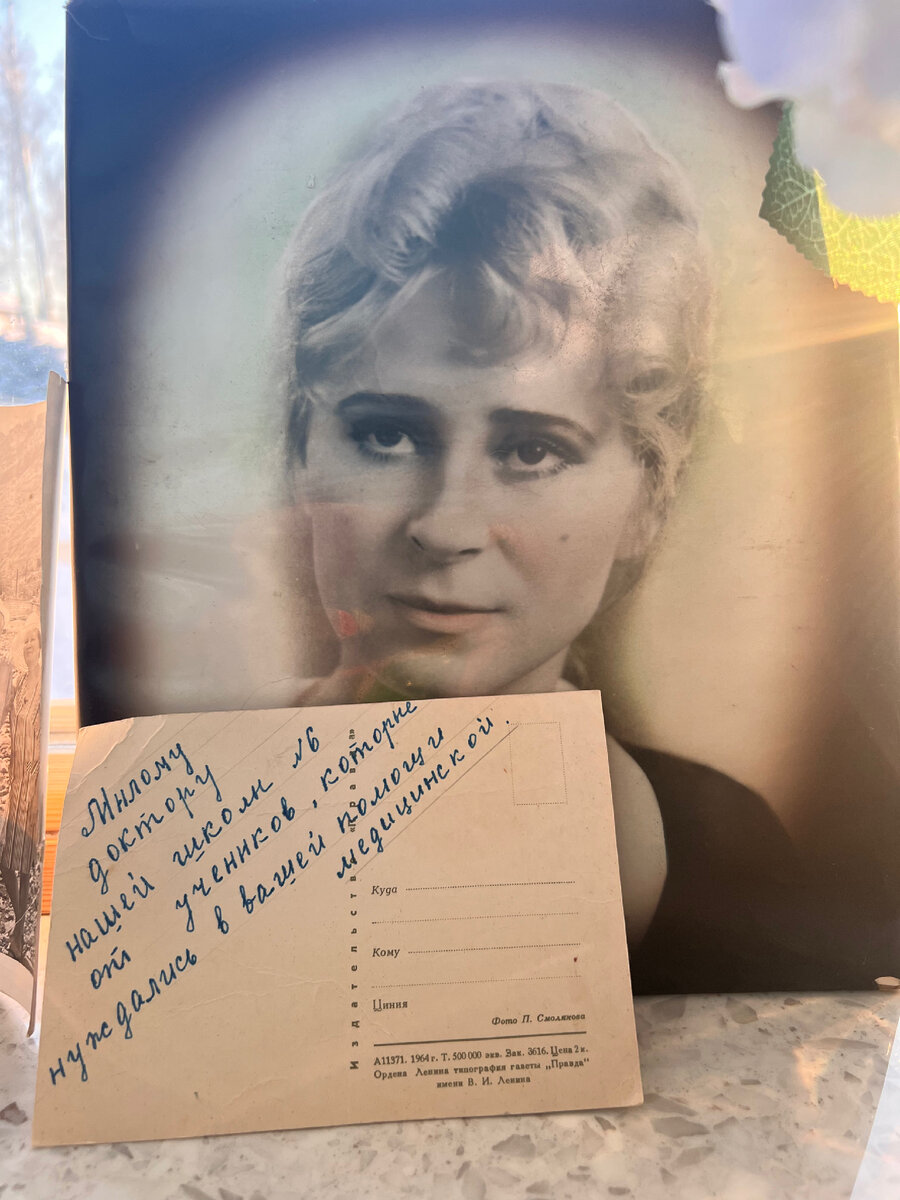 Милому
доктору
нашей школы №6
от учеников, которые
нуждались в вашей помощи
медицинской.
Издательство «Правда»
Куда
Кому
Циния
Фото П. Смолякова
А11371. 1964 г. Т. 500 000 экз. Зак. 3616. Цена 2 к.
Ордена Ленина типография газеты „Правда“
имени В. И. Ленина